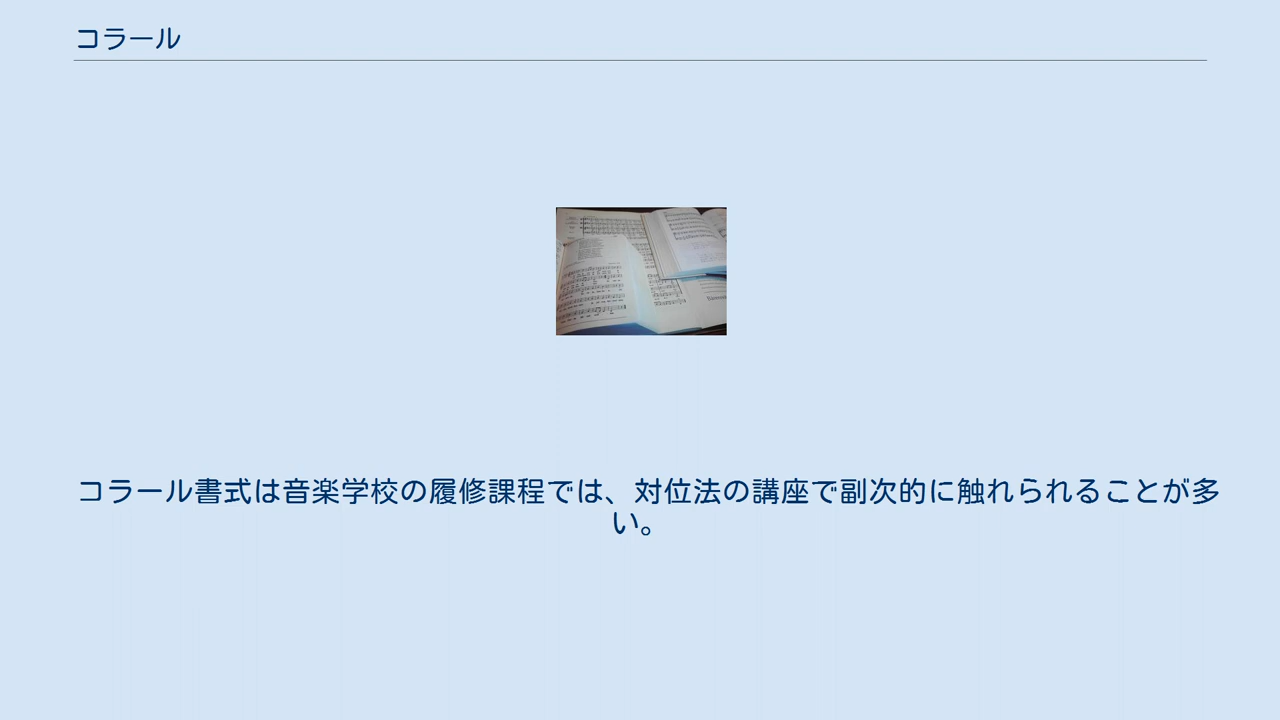 コラール
コラール書式は音楽学校の履修課程では、対位法の講座で副次的に触れられることが多
い。